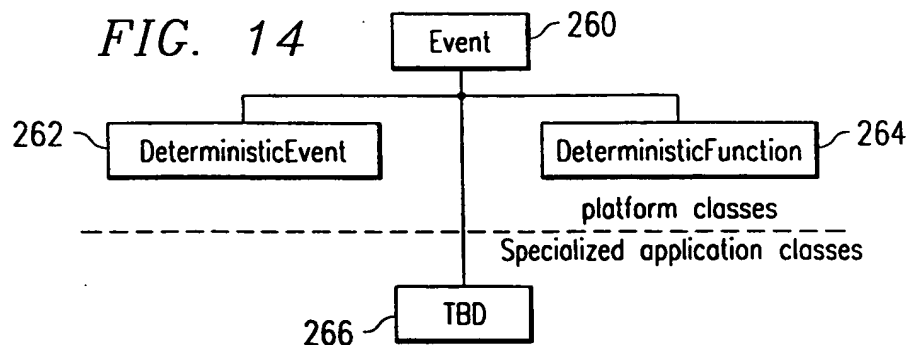 FIG. 14
Event
260
262
DeterministicEvent
DeterministicFunction
264
platform classes
Specialized application classes
TBD
266